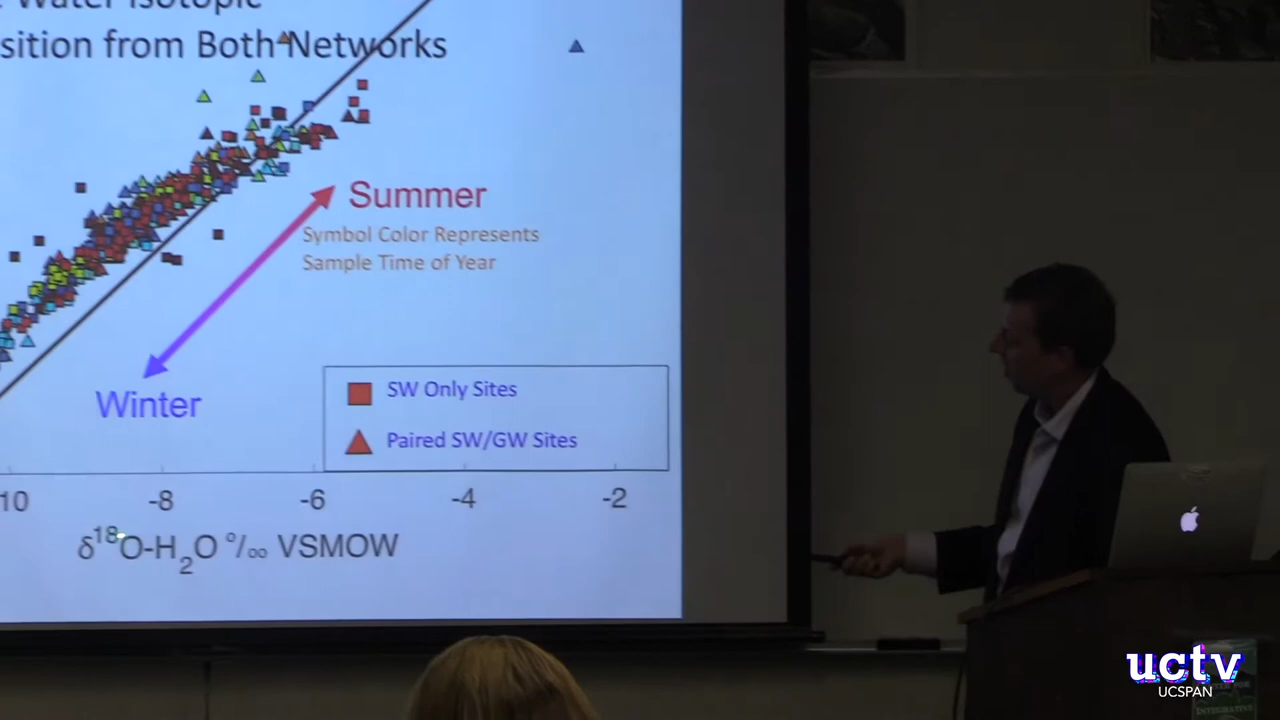 Water Isotopic
sition from Both Networks
Summer
Symbol Color Represents
Sample Time of Year
Winter
SW Only Sites
Paired SW/GW Sites
10
-8
-6
-4
-2
δ¹⁸O-H₂O ‰ VSMOW
uctv
UCSPAN
INTEGRATIVE